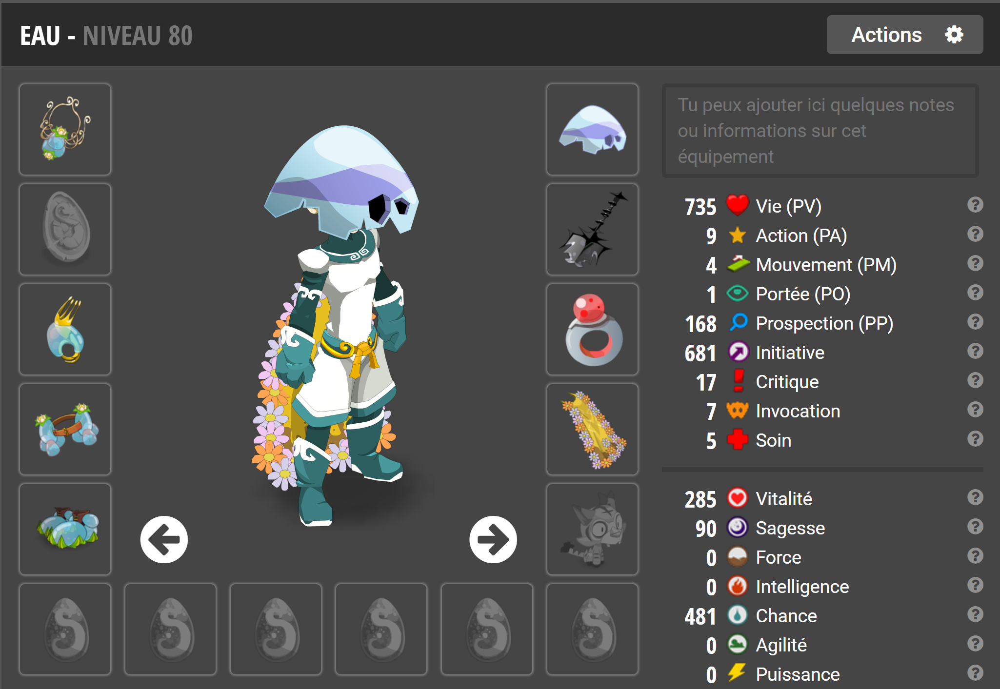 EAU - NIVEAU 80
Actions
Tu peux ajouter ici quelques notes
ou informations sur cet
équipement
735 Vie (PV) ?
9 Action (PA) ?
4 Mouvement (PM) ?
1 Portée (PO) ?
168 Prospection (PP) ?
681 Initiative ?
17 Critique ?
7 Invocation ?
5 Soin ?
285 Vitalité ?
90 Sagesse ?
0 Force ?
0 Intelligence ?
481 Chance ?
0 Agilité ?
0 Puissance ?